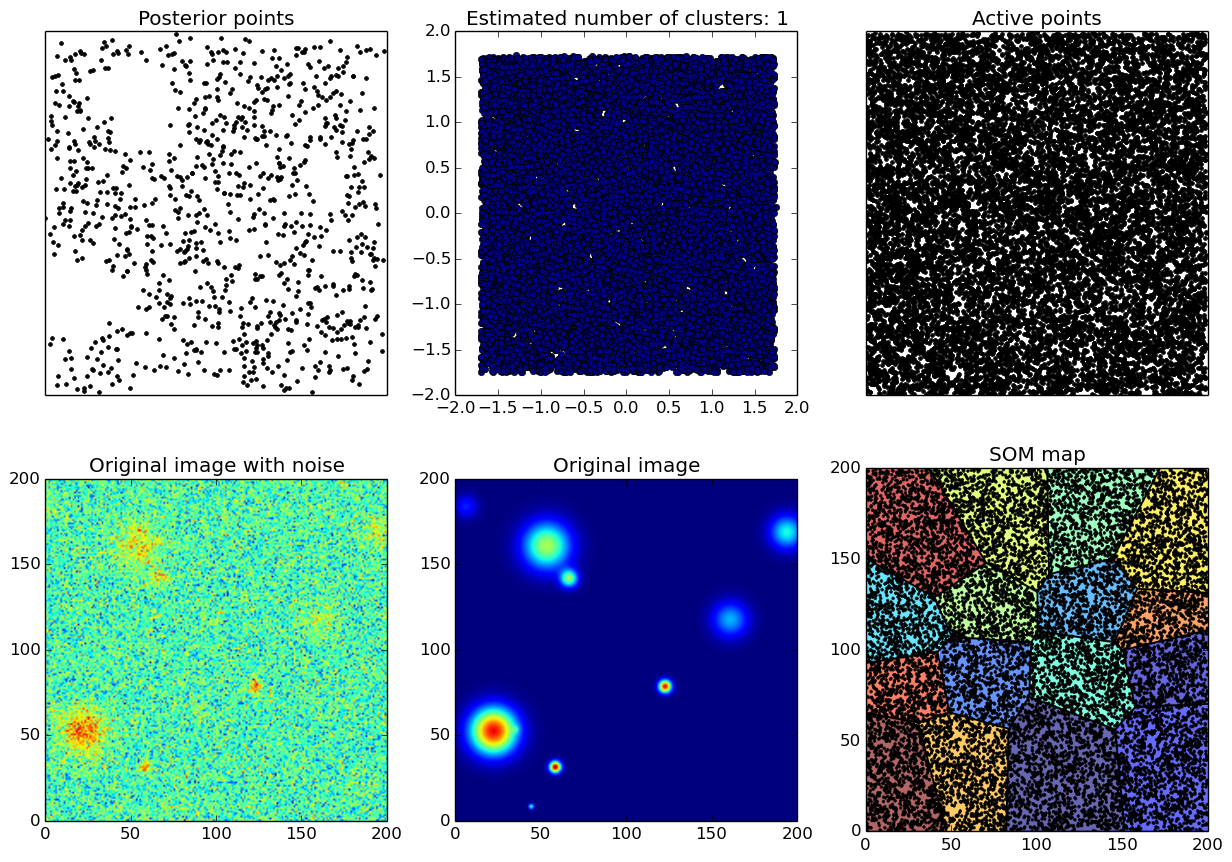 Posterior points
Estimated number of clusters: 1
Active points
2.0
1.5
1.0
0.5
0.0
−0.5
−1.0
−1.5
−2.0
−2.0 −1.5 −1.0 −0.5 0.0 0.5 1.0 1.5 2.0
Original image with noise
200
150
100
50
0
0 50 100 150 200
Original image
200
150
100
50
0
0 50 100 150 200
SOM map
200
150
100
50
0
0 50 100 150 200